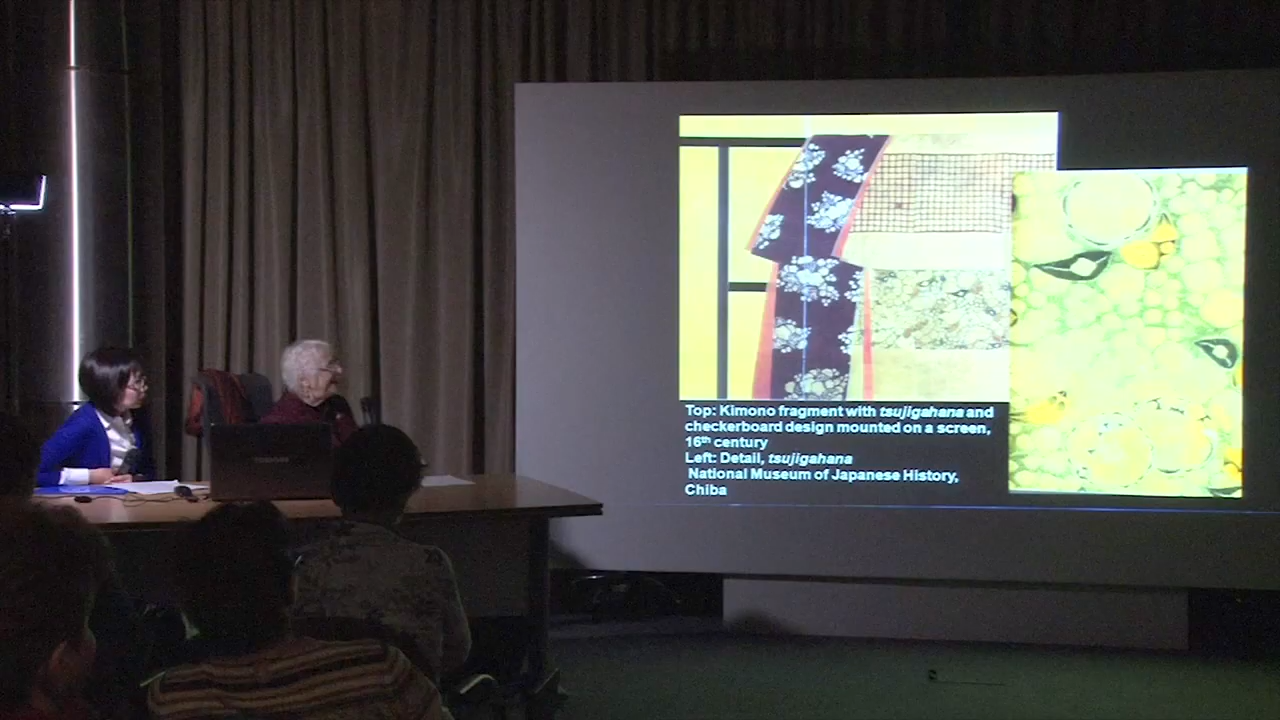 Top: Kimono fragment with tsujigahana and
checkerboard design mounted on a screen,
16th century
Left: Detail, tsujigahana
National Museum of Japanese History,
Chiba
TOSHIBA